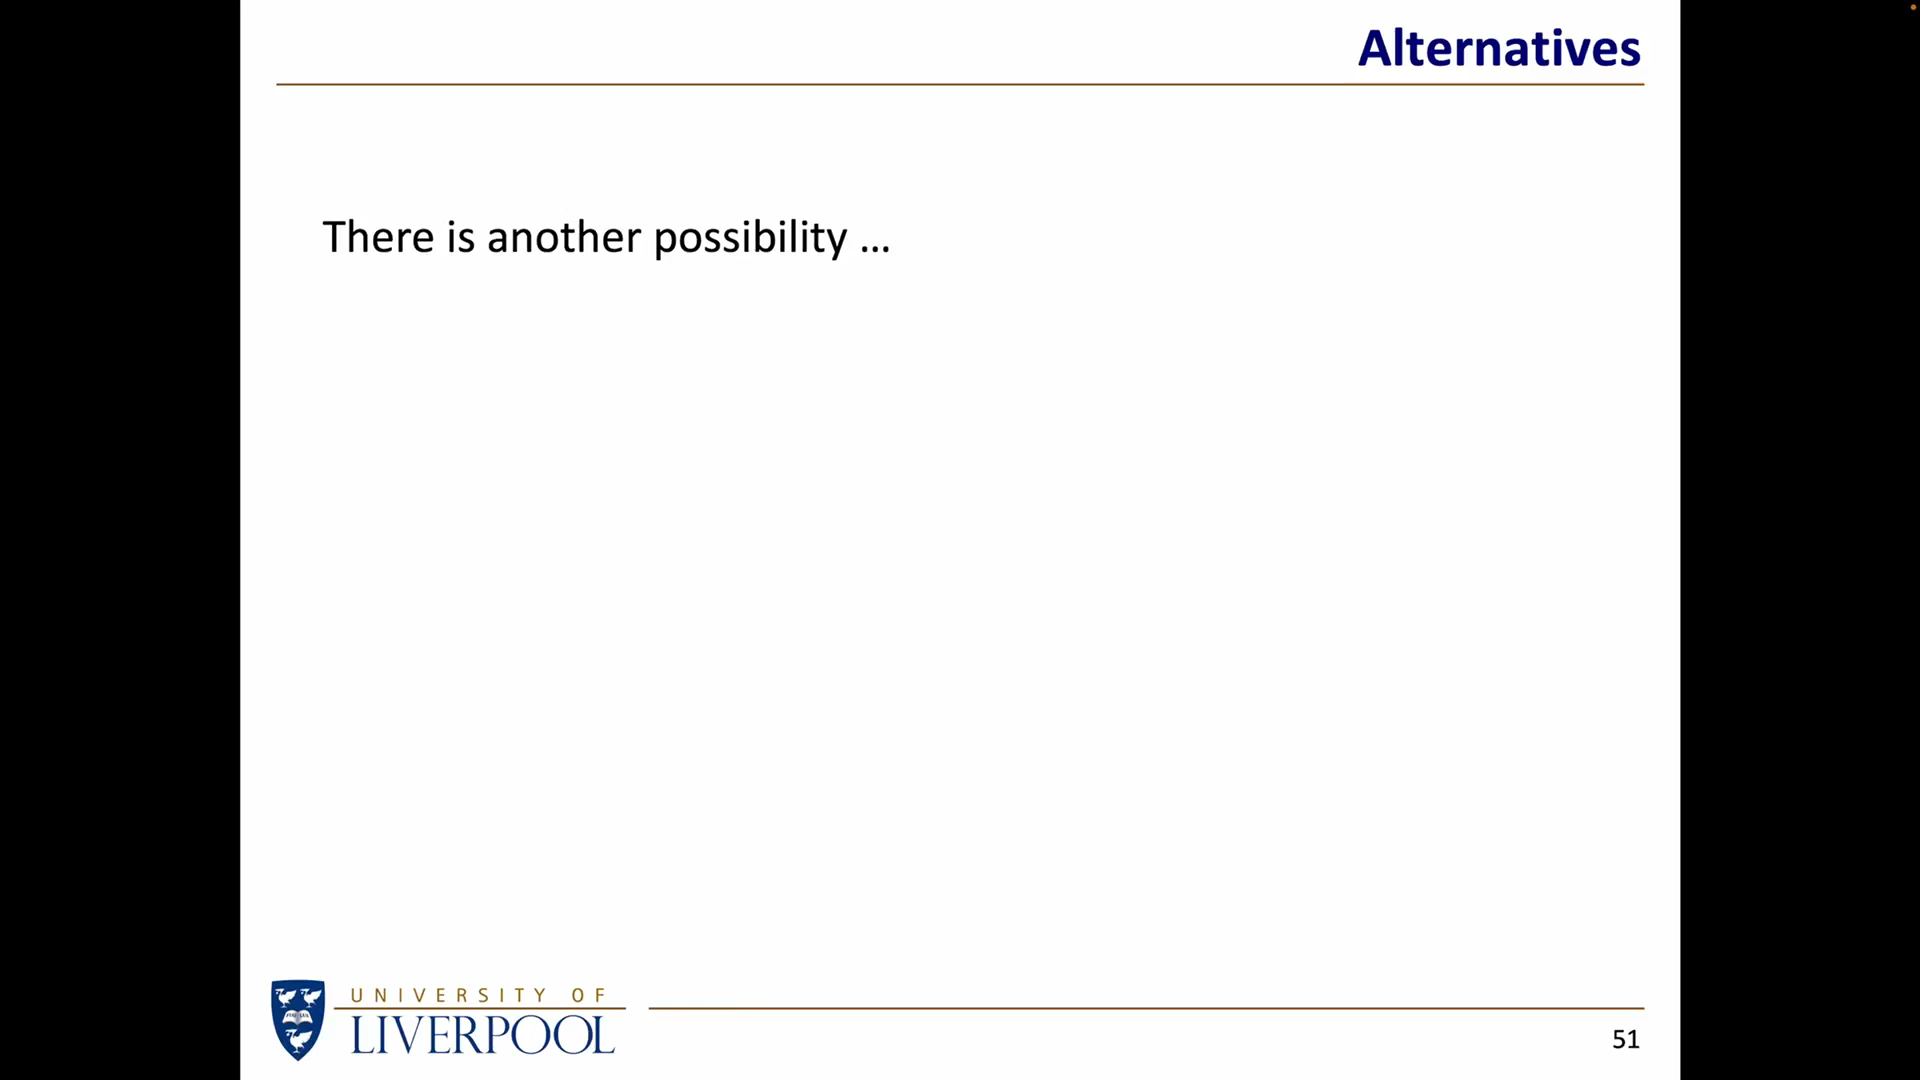 Alternatives
There is another possibility ...
UNIVERSITY OF
LIVERPOOL
51